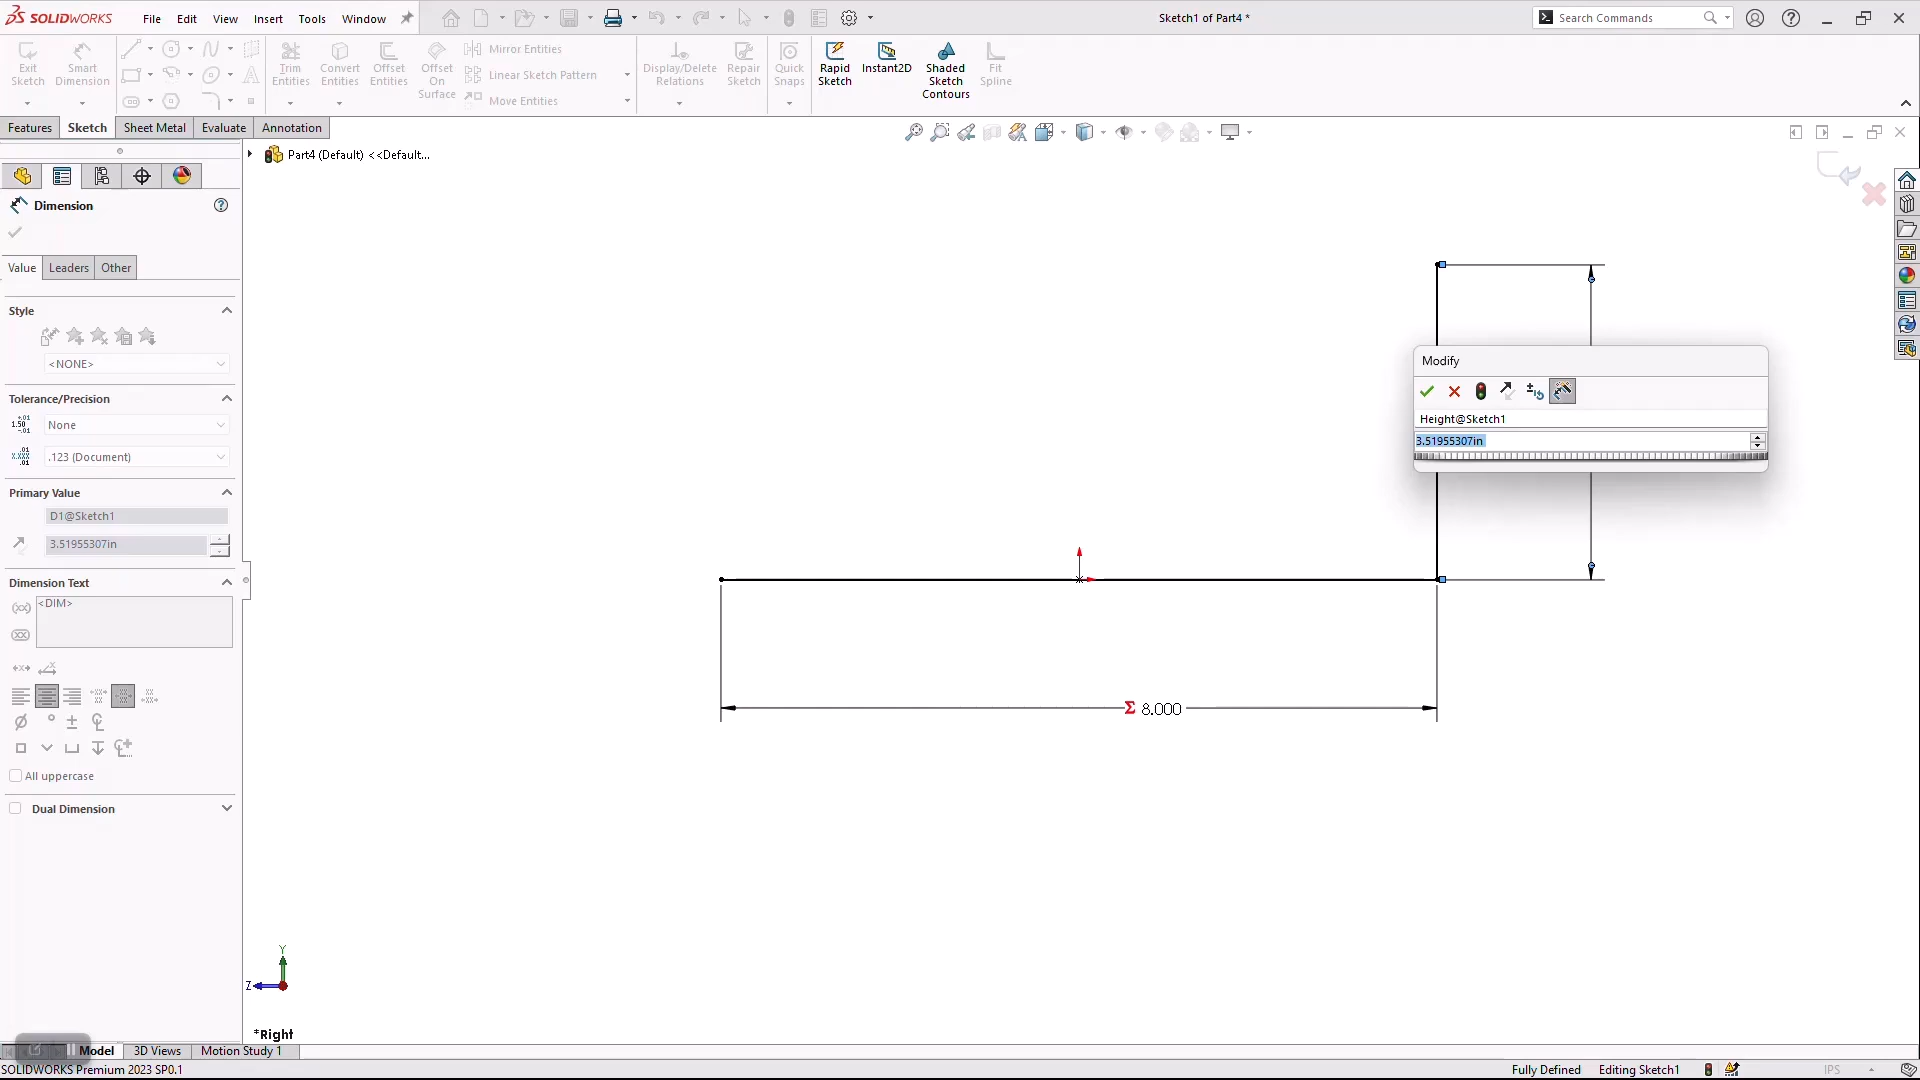 SOLIDWORKS
File Edit View Insert Tools Window
Sketch1 of Part4 *
Search Commands
Exit Sketch
Smart Dimension
Trim Entities
Convert Entities
Offset Entities
Offset On Surface
Mirror Entities
Linear Sketch Pattern
Move Entities
Display/Delete Relations
Repair Sketch
Quick Snaps
Rapid Sketch
Instant2D
Shaded Sketch Contours
Fit Spline
Features Sketch Sheet Metal Evaluate Annotation
Part4 (Default) <<Default...
Dimension
Value Leaders Other
Style
<NONE>
Tolerance/Precision
None
.123 (Document)
Primary Value
D1@Sketch1
3.51955307in
Dimension Text
<DIM>
All uppercase
Dual Dimension
Modify
Height@Sketch1
3.51955307in
Σ 8.000
Y
Z
*Right
Model 3D Views Motion Study 1
SOLIDWORKS Premium 2023 SP0.1
Fully Defined Editing Sketch1 IPS